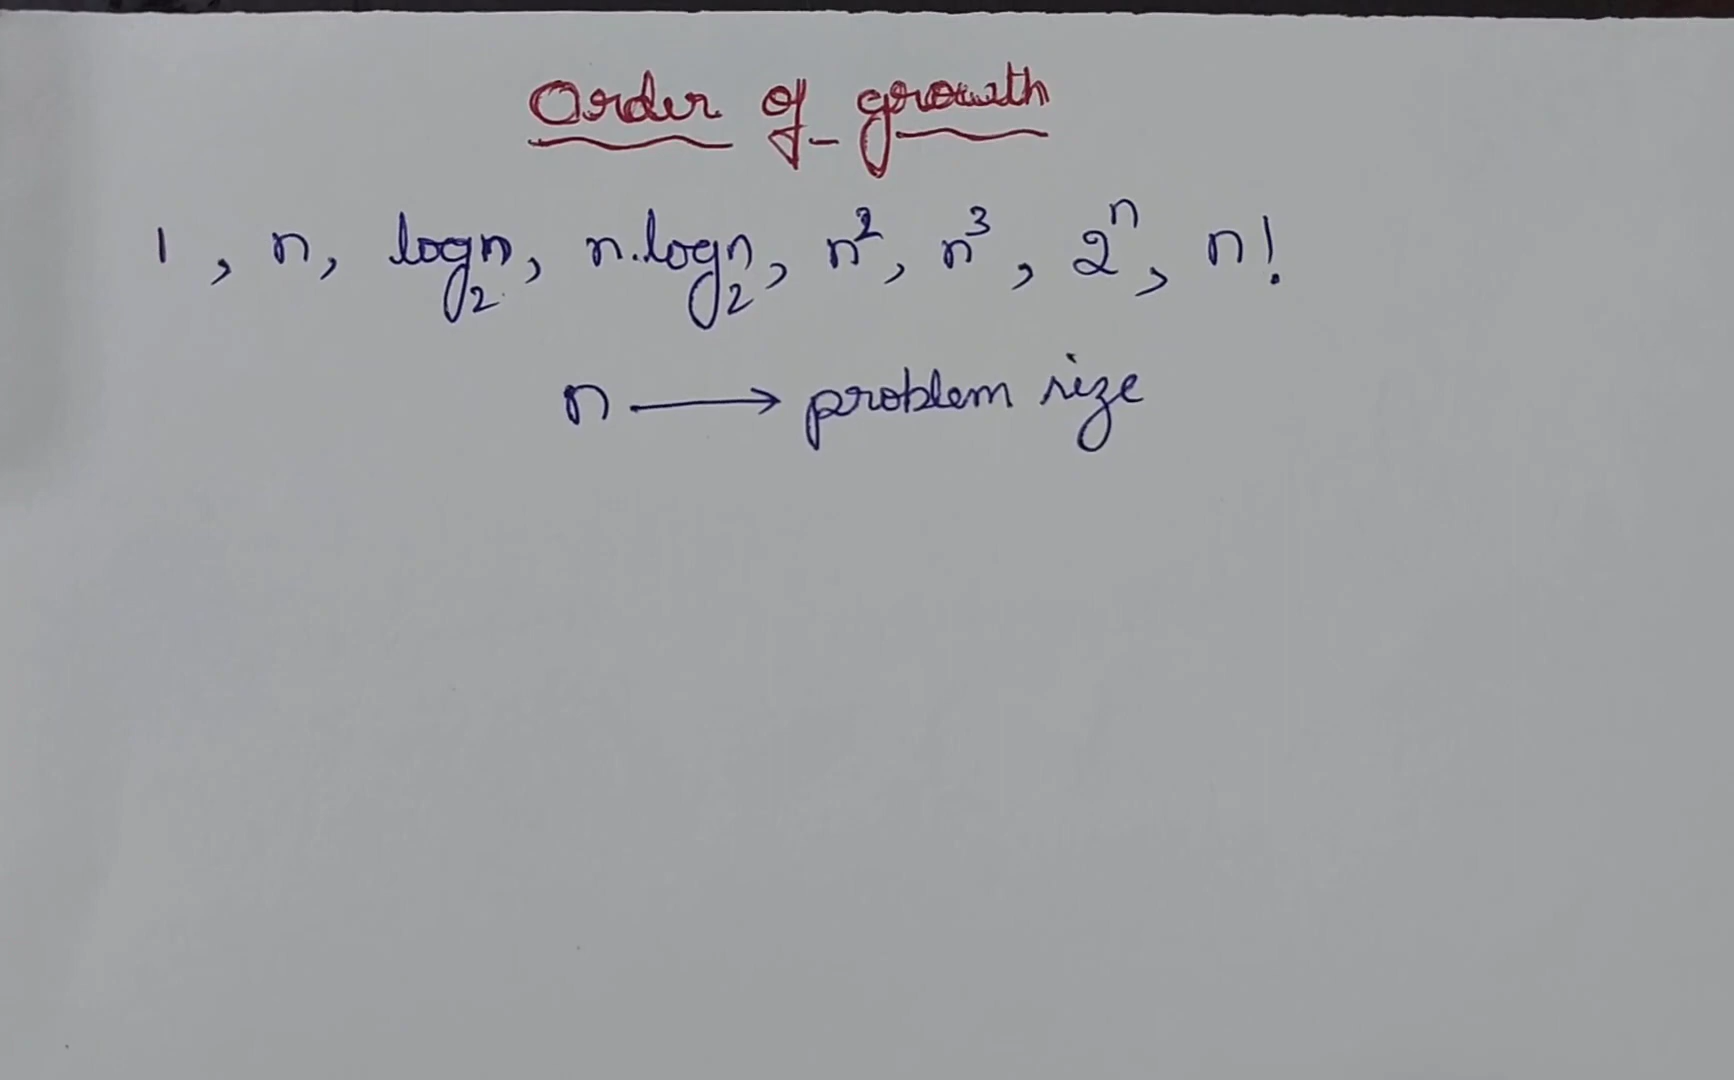 Order of growth
1, n, log₂n, n.log₂n, n², n³, 2ⁿ, n!
n ⟶ problem size